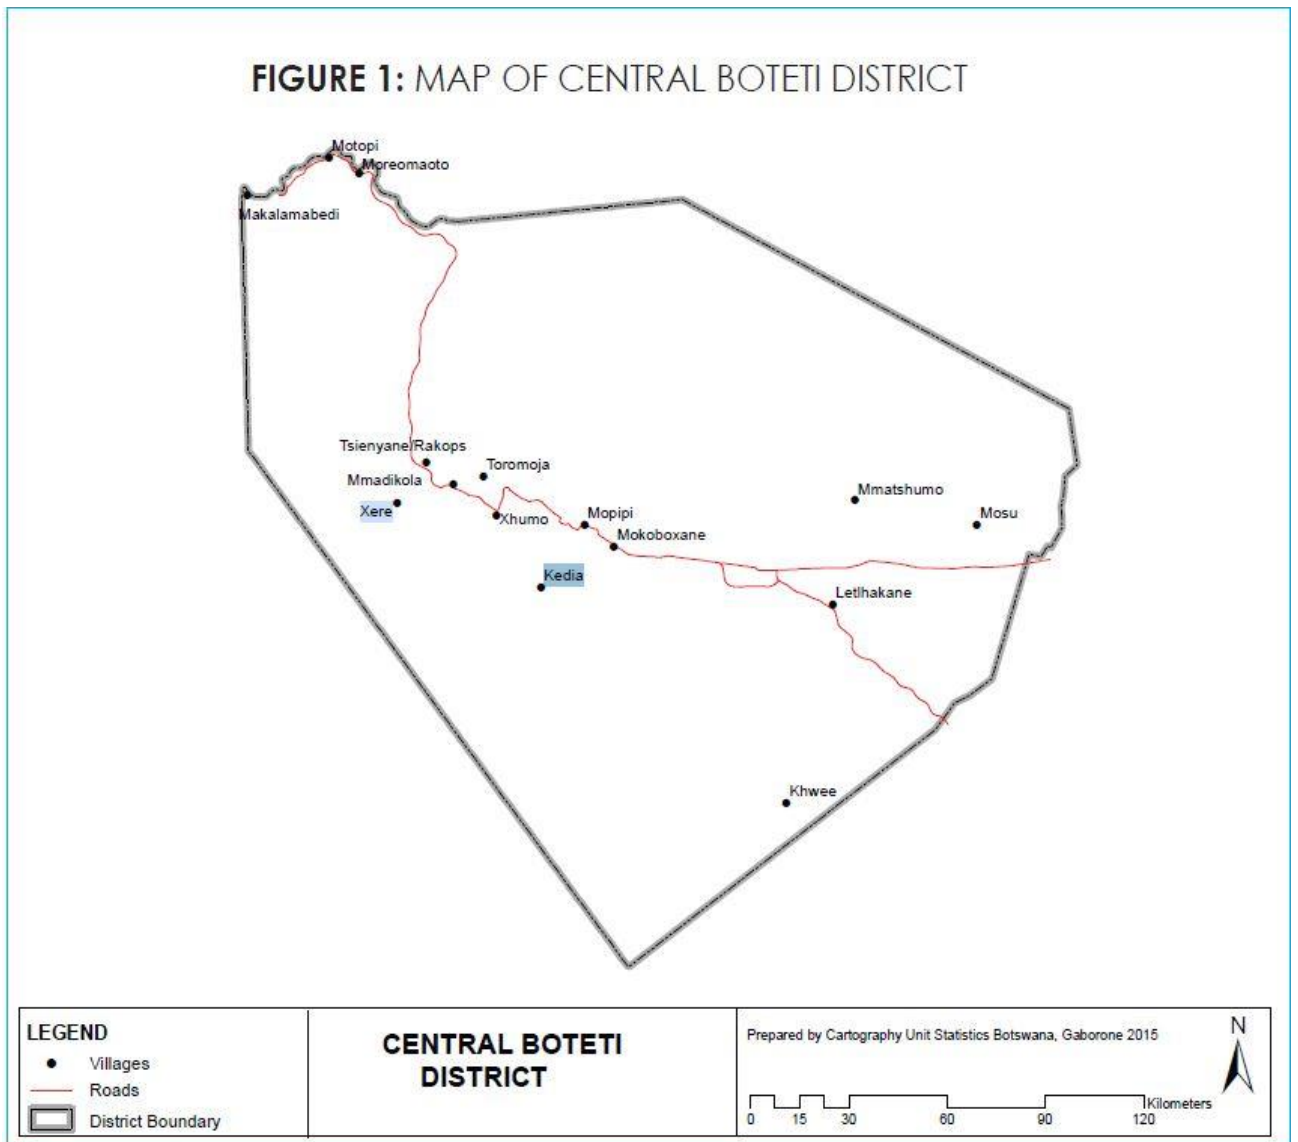 FIGURE 1: MAP OF CENTRAL BOTETI DISTRICT
Motopi
Moreomaoto
Makalamabedi
Tsienyane/Rakops
Toromoja
Mmadikola
Xere
Xhumo
Mopipi
Mokoboxane
Mmatshumo
Mosu
Kedia
Letlhakane
Khwee
LEGEND
Villages
Roads
District Boundary
CENTRAL BOTETI
DISTRICT
Prepared by Cartography Unit Statistics Botswana, Gaborone 2015
N
Kilometers
0 15 30 60 90 120